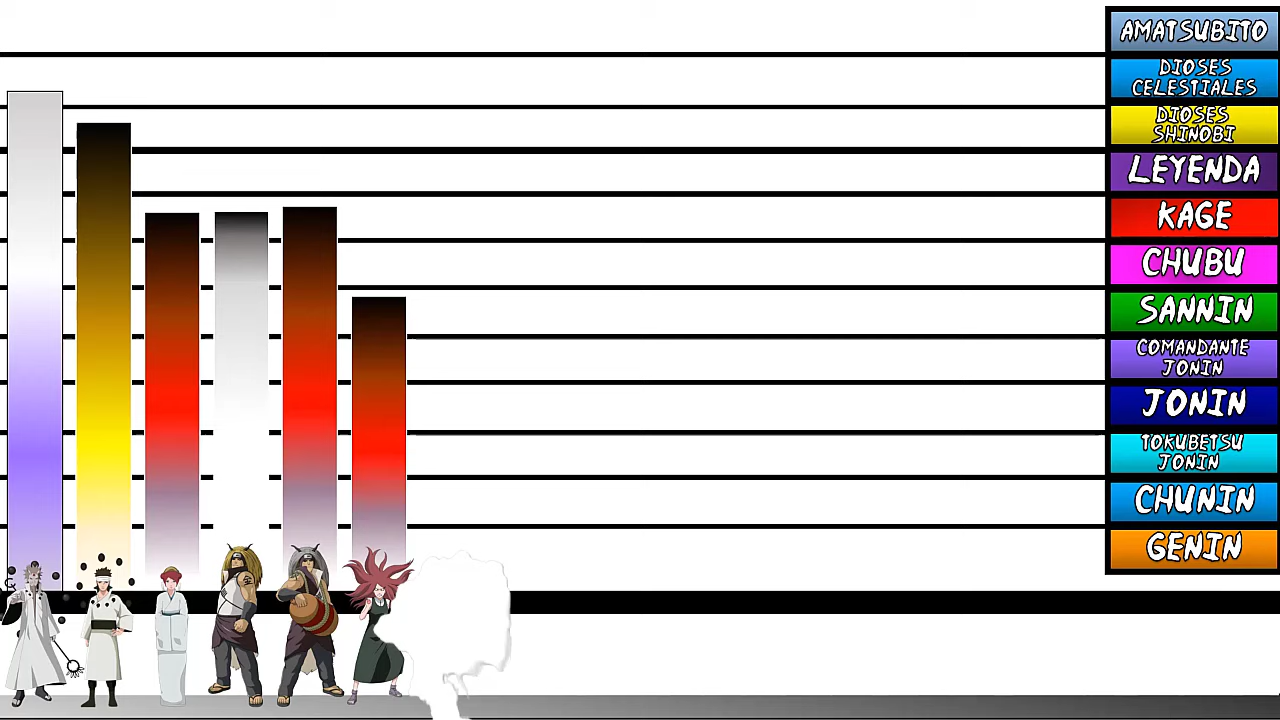 AMATSUBITO
DIOSES
CELESTIALES
DIOSES
SHINOBI
LEYENDA
KAGE
CHUBU
SANNIN
COMANDANTE
JONIN
JONIN
TOKUBETSU
JONIN
CHUNIN
GENIN